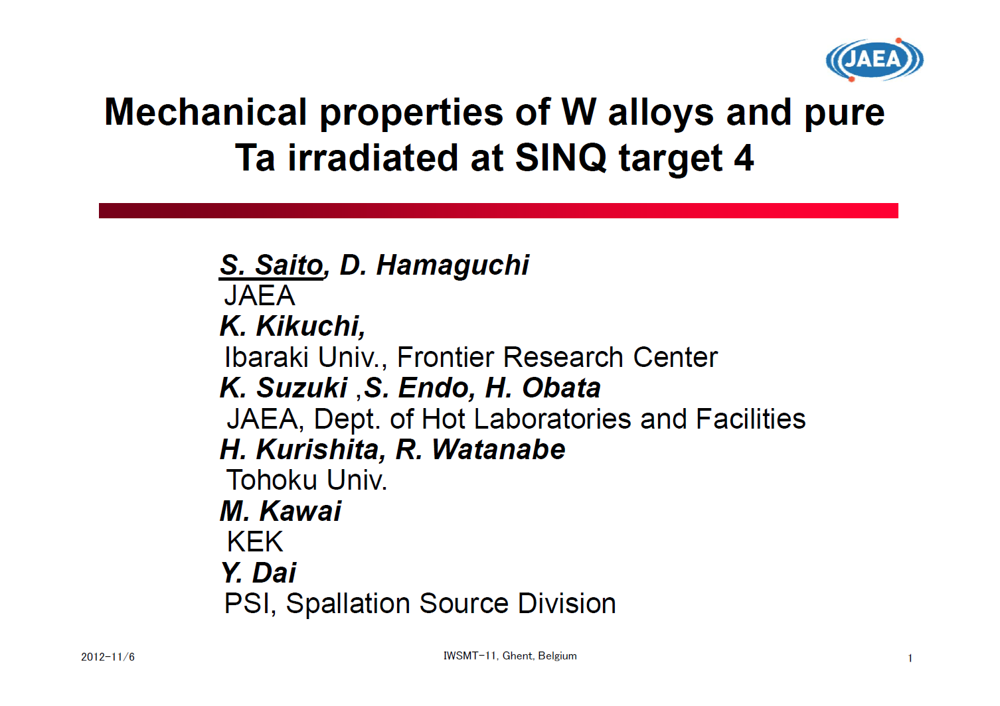 JAEA
Mechanical properties of W alloys and pure
Ta irradiated at SINQ target 4
S. Saito, D. Hamaguchi
JAEA
K. Kikuchi,
Ibaraki Univ., Frontier Research Center
K. Suzuki ,S. Endo, H. Obata
JAEA, Dept. of Hot Laboratories and Facilities
H. Kurishita, R. Watanabe
Tohoku Univ.
M. Kawai
KEK
Y. Dai
PSI, Spallation Source Division
2012-11/6
IWSMT-11, Ghent, Belgium
1